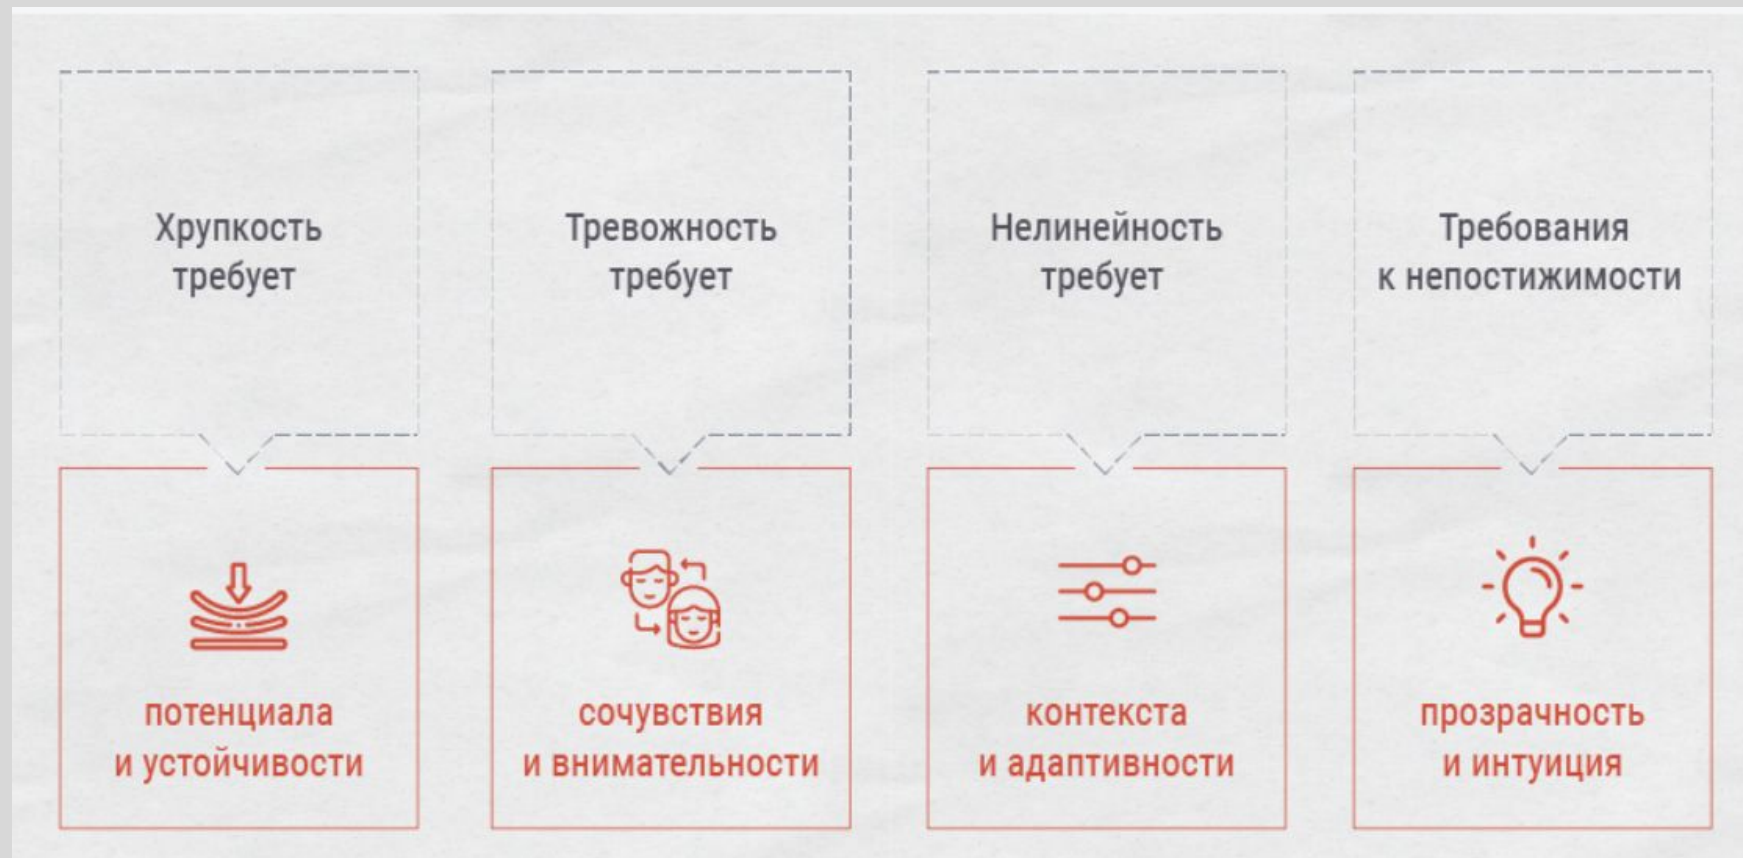 Хрупкость
требует
потенциала
и устойчивости
Тревожность
требует
сочувствия
и внимательности
Нелинейность
требует
контекста
и адаптивности
Требования
к непостижимости
прозрачность
и интуиция